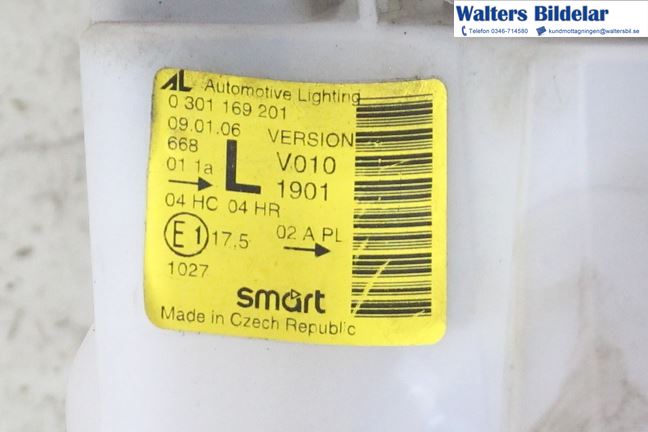 Walters Bildelar
Telefon 0346-714580 kundmottagningen@waltersbil.se
AL Automotive Lighting
0 301 169 201
09.01.06 VERSION
668
01 1a L V.010
→ 1901
04 HC 04 HR
E1 17,5 02 A PL
→
1027
smart
Made in Czech Republic